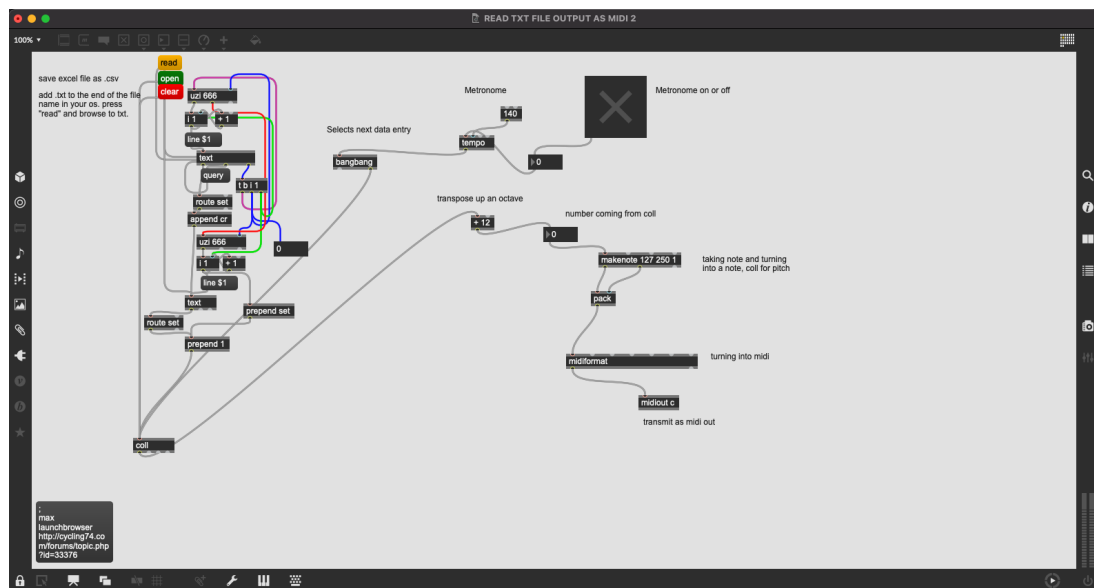 READ TXT FILE OUTPUT AS MIDI 2
100%
read
open
clear
save excel file as .csv
add .txt to the end of the file
name in your os. press
"read" and browse to txt.
uzi 666
i 1
+ 1
line $1
text
query
t b i 1
route set
append cr
uzi 666
0
i 1
+ 1
line $1
text
prepend set
route set
prepend 1
coll
;
max
launchbrowser
http://cycling74.co
m/forums/topic.php
?id=33376
Selects next data entry
bangbang
Metronome
140
tempo
0
Metronome on or off
transpose up an octave
+ 12
number coming from coll
0
makenote 127 250 1
taking note and turning
into a note, coll for pitch
pack
midiformat
turning into midi
midiout c
transmit as midi out